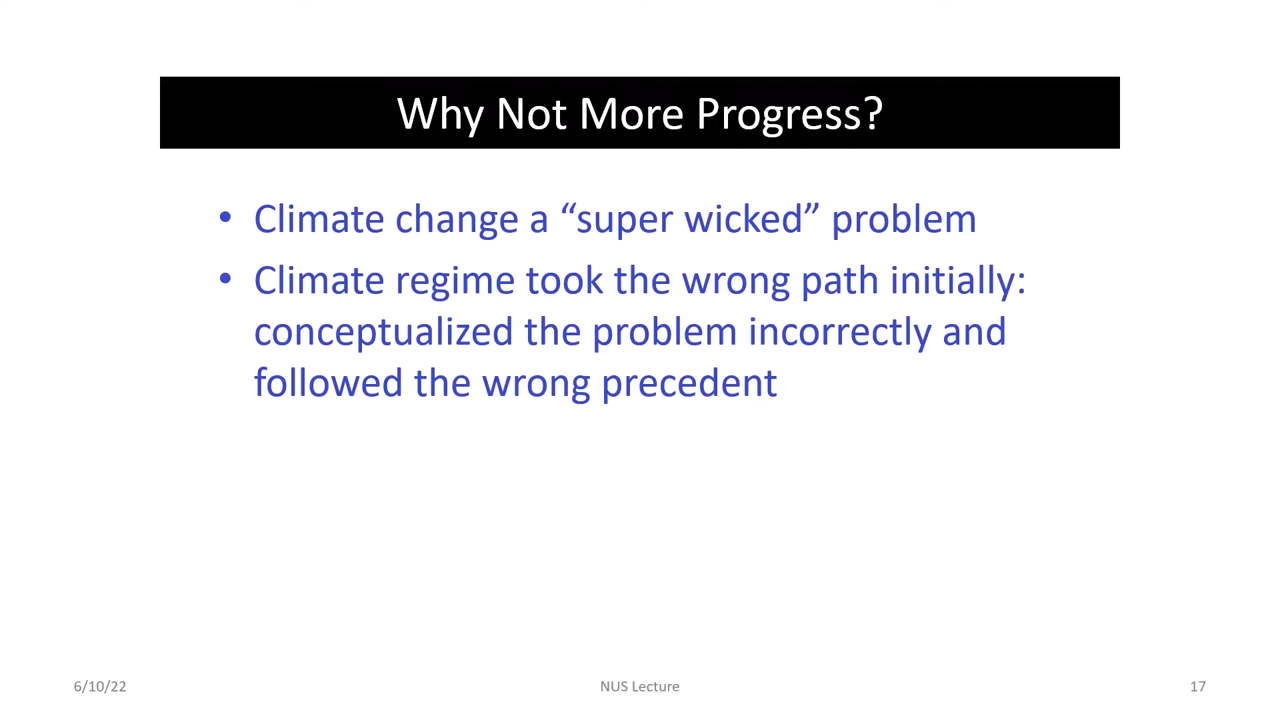 Why Not More Progress?
• Climate change a “super wicked” problem
• Climate regime took the wrong path initially:
conceptualized the problem incorrectly and
followed the wrong precedent
6/10/22
NUS Lecture
17